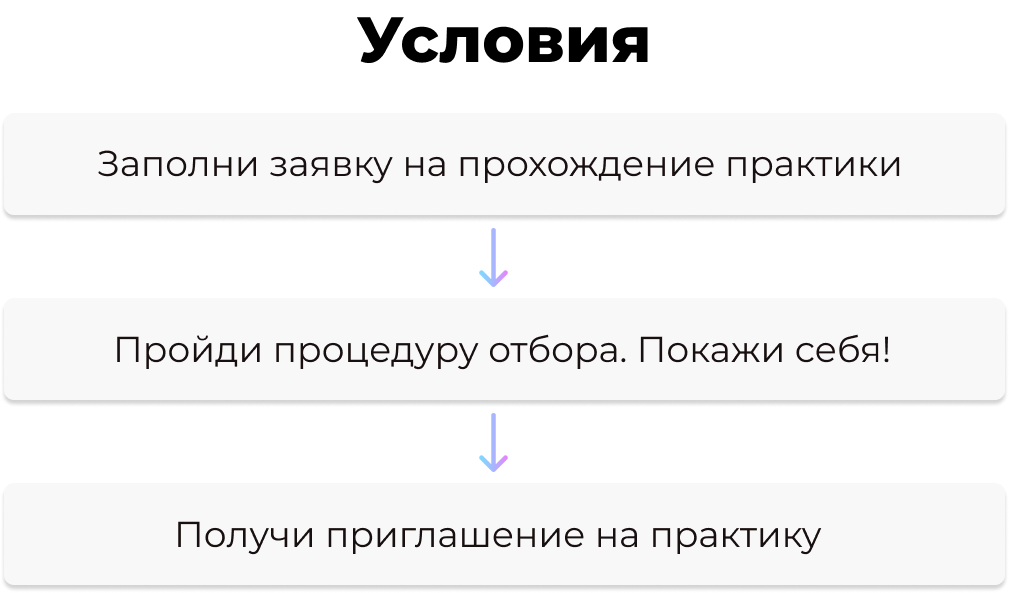 Условия
Заполни заявку на прохождение практики
Пройди процедуру отбора. Покажи себя!
Получи приглашение на практику